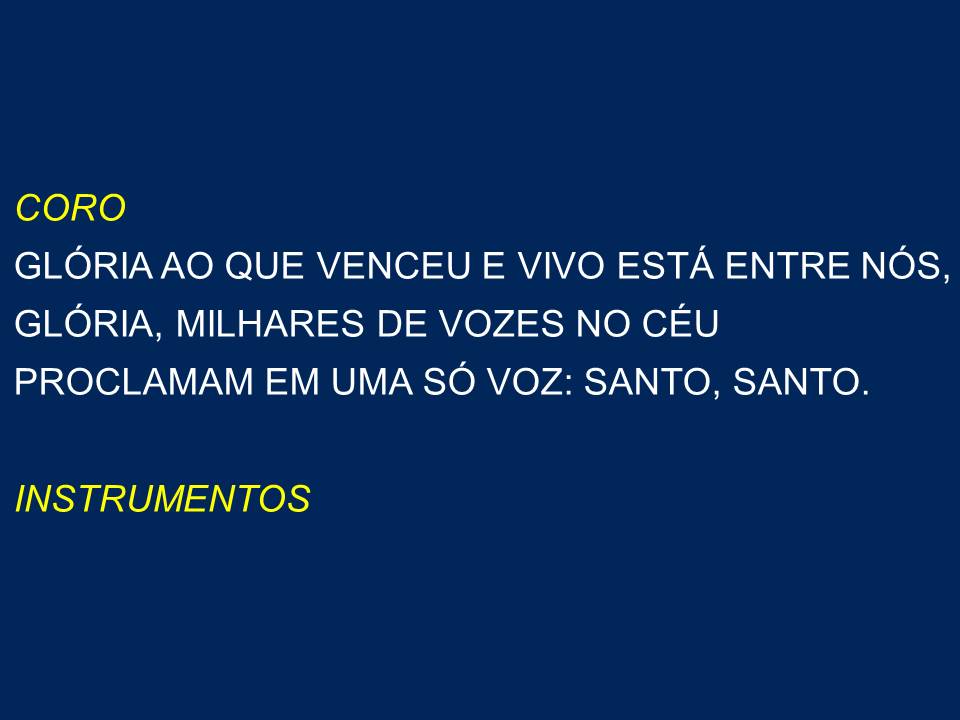 CORO
GLÓRIA AO QUE VENCEU E VIVO ESTÁ ENTRE NÓS,
GLÓRIA, MILHARES DE VOZES NO CÉU
PROCLAMAM EM UMA SÓ VOZ: SANTO, SANTO.
INSTRUMENTOS